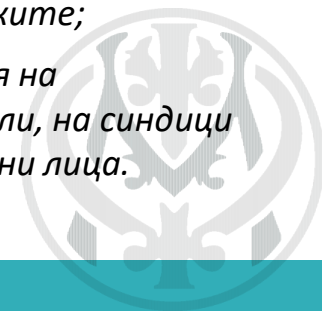 ките;
я на
ли, на синдици
ни лица.